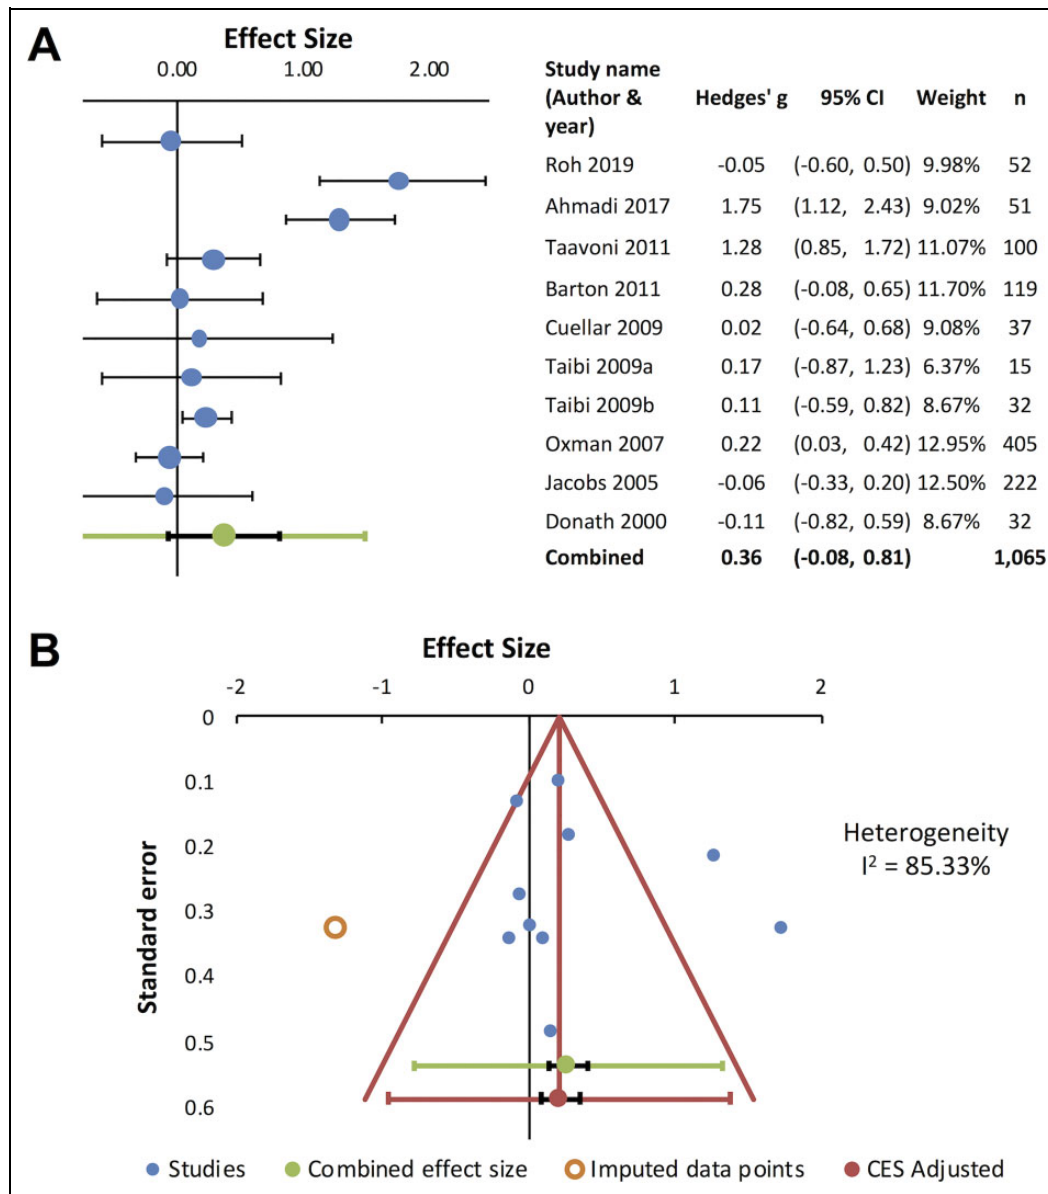 A
Effect Size
0.00 1.00 2.00
Study name
(Author & Hedges' g 95% CI Weight n
year)
Roh 2019 -0.05 (-0.60, 0.50) 9.98% 52
Ahmadi 2017 1.75 (1.12, 2.43) 9.02% 51
Taavoni 2011 1.28 (0.85, 1.72) 11.07% 100
Barton 2011 0.28 (-0.08, 0.65) 11.70% 119
Cuellar 2009 0.02 (-0.64, 0.68) 9.08% 37
Taibi 2009a 0.17 (-0.87, 1.23) 6.37% 15
Taibi 2009b 0.11 (-0.59, 0.82) 8.67% 32
Oxman 2007 0.22 (0.03, 0.42) 12.95% 405
Jacobs 2005 -0.06 (-0.33, 0.20) 12.50% 222
Donath 2000 -0.11 (-0.82, 0.59) 8.67% 32
Combined 0.36 (-0.08, 0.81) 1,065
B
Effect Size
-2 -1 0 1 2
0
0.1
0.2
0.3
0.4
0.5
0.6
Standard error
Heterogeneity
I² = 85.33%
Studies Combined effect size Imputed data points CES Adjusted